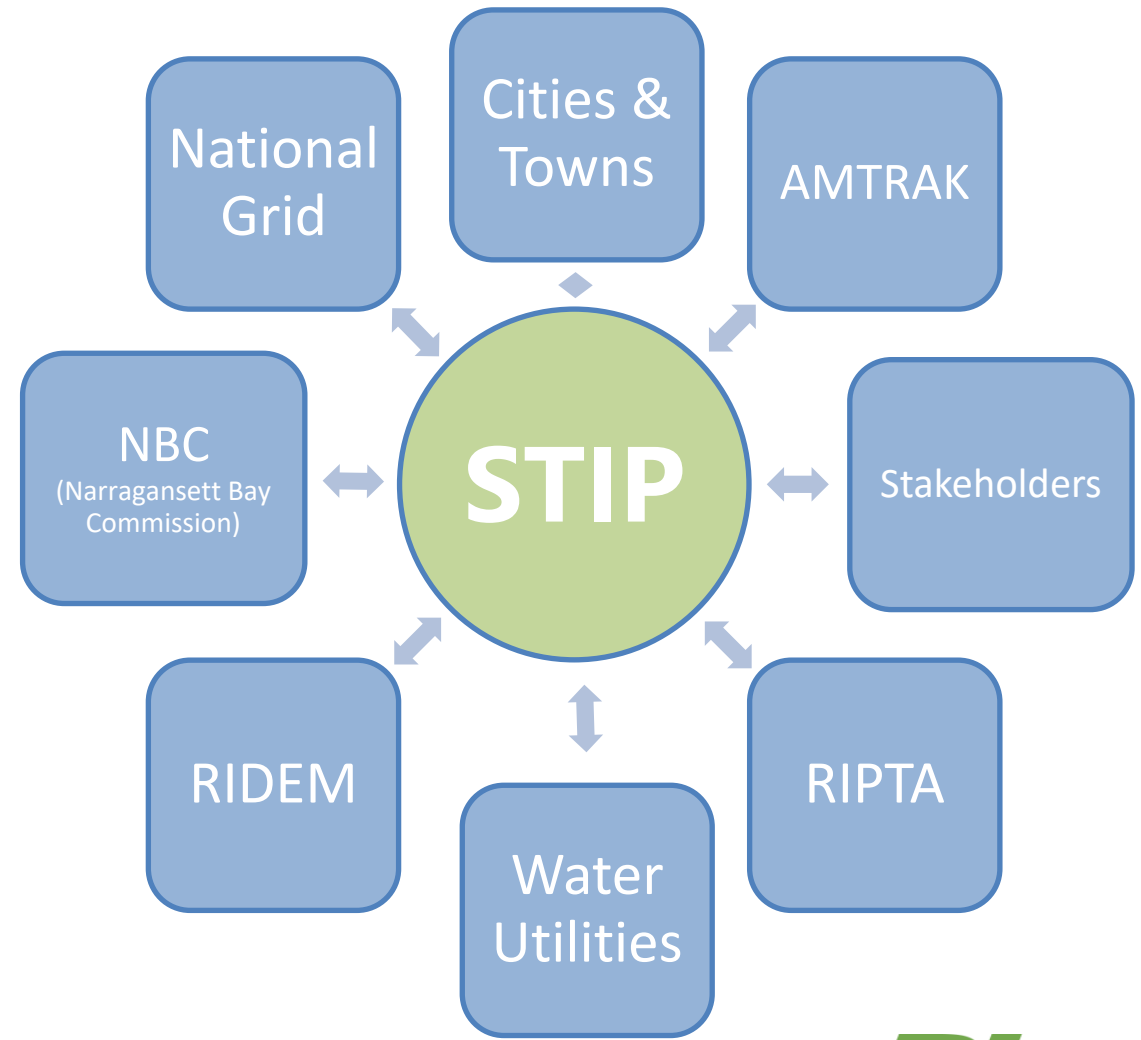 Cities &
Towns
National
Grid
AMTRAK
NBC
(Narragansett Bay
Commission)
STIP
Stakeholders
RIDEM
RIPTA
Water
Utilities